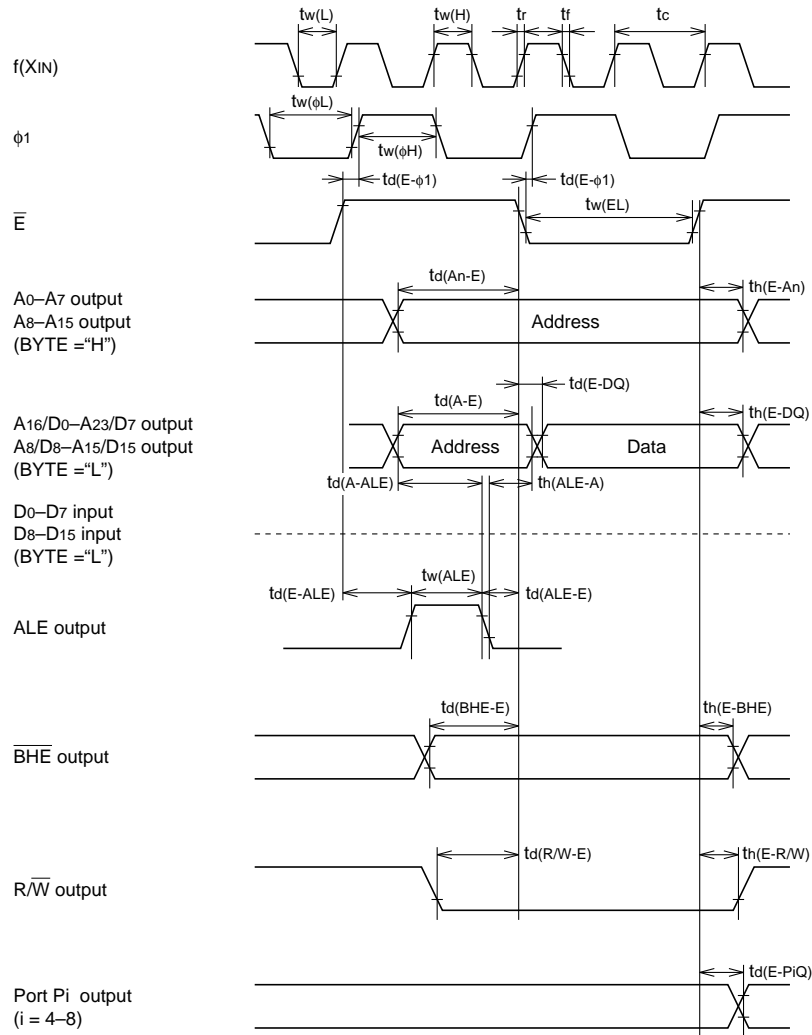 tw(L) tw(H) tr tf tc
f(XIN)
tw(ϕL)
ϕ1
tw(ϕH)
td(E-ϕ1) td(E-ϕ1)
tw(EL)
E
td(An-E) th(E-An)
A0–A7 output
A8–A15 output
(BYTE =“H”)
Address
td(E-DQ)
td(A-E) th(E-DQ)
A16/D0–A23/D7 output
A8/D8–A15/D15 output
(BYTE =“L”)
Address Data
td(A-ALE) th(ALE-A)
D0–D7 input
D8–D15 input
(BYTE =“L”)
tw(ALE)
td(E-ALE) td(ALE-E)
ALE output
td(BHE-E) th(E-BHE)
BHE output
td(R/W-E) th(E-R/W)
R/W output
td(E-PiQ)
Port Pi output
(i = 4–8)